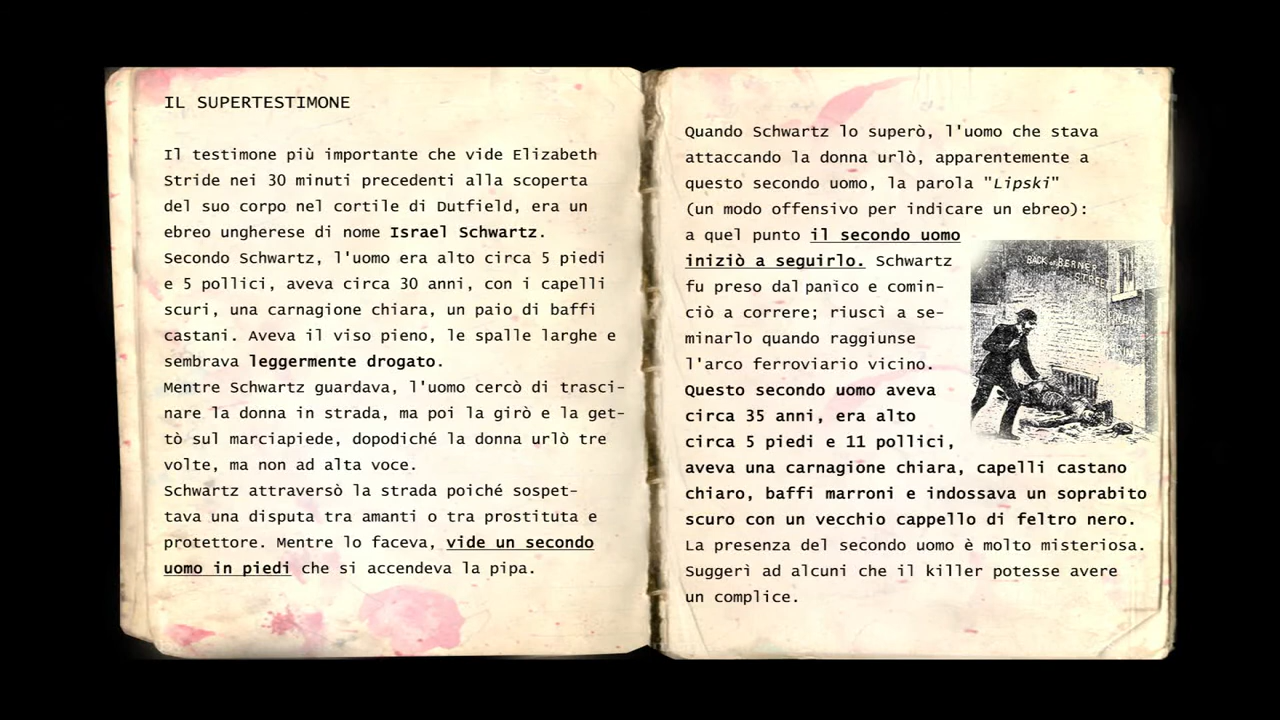 IL SUPERTESTIMONE
Il testimone più importante che vide Elizabeth
Stride nei 30 minuti precedenti alla scoperta
del suo corpo nel cortile di Dutfield, era un
ebreo ungherese di nome Israel Schwartz.
Secondo Schwartz, l'uomo era alto circa 5 piedi
e 5 pollici, aveva circa 30 anni, con i capelli
scuri, una carnagione chiara, un paio di baffi
castani. Aveva il viso pieno, le spalle larghe e
sembrava leggermente drogato.
Mentre Schwartz guardava, l'uomo cercò di trasci-
nare la donna in strada, ma poi la girò e la get-
tò sul marciapiede, dopodiché la donna urlò tre
volte, ma non ad alta voce.
Schwartz attraversò la strada poiché sospet-
tava una disputa tra amanti o tra prostituta e
protettore. Mentre lo faceva, vide un secondo
uomo in piedi che si accendeva la pipa.
Quando Schwartz lo superò, l'uomo che stava
attaccando la donna urlò, apparentemente a
questo secondo uomo, la parola "Lipski"
(un modo offensivo per indicare un ebreo):
a quel punto il secondo uomo
iniziò a seguirlo. Schwartz
fu preso dal panico e comin-
ciò a correre; riuscì a se-
minarlo quando raggiunse
l'arco ferroviario vicino.
Questo secondo uomo aveva
circa 35 anni, era alto
circa 5 piedi e 11 pollici,
aveva una carnagione chiara, capelli castano
chiaro, baffi marroni e indossava un soprabito
scuro con un vecchio cappello di feltro nero.
La presenza del secondo uomo è molto misteriosa.
Suggerì ad alcuni che il killer potesse avere
un complice.
BACK of BERNER
STREET